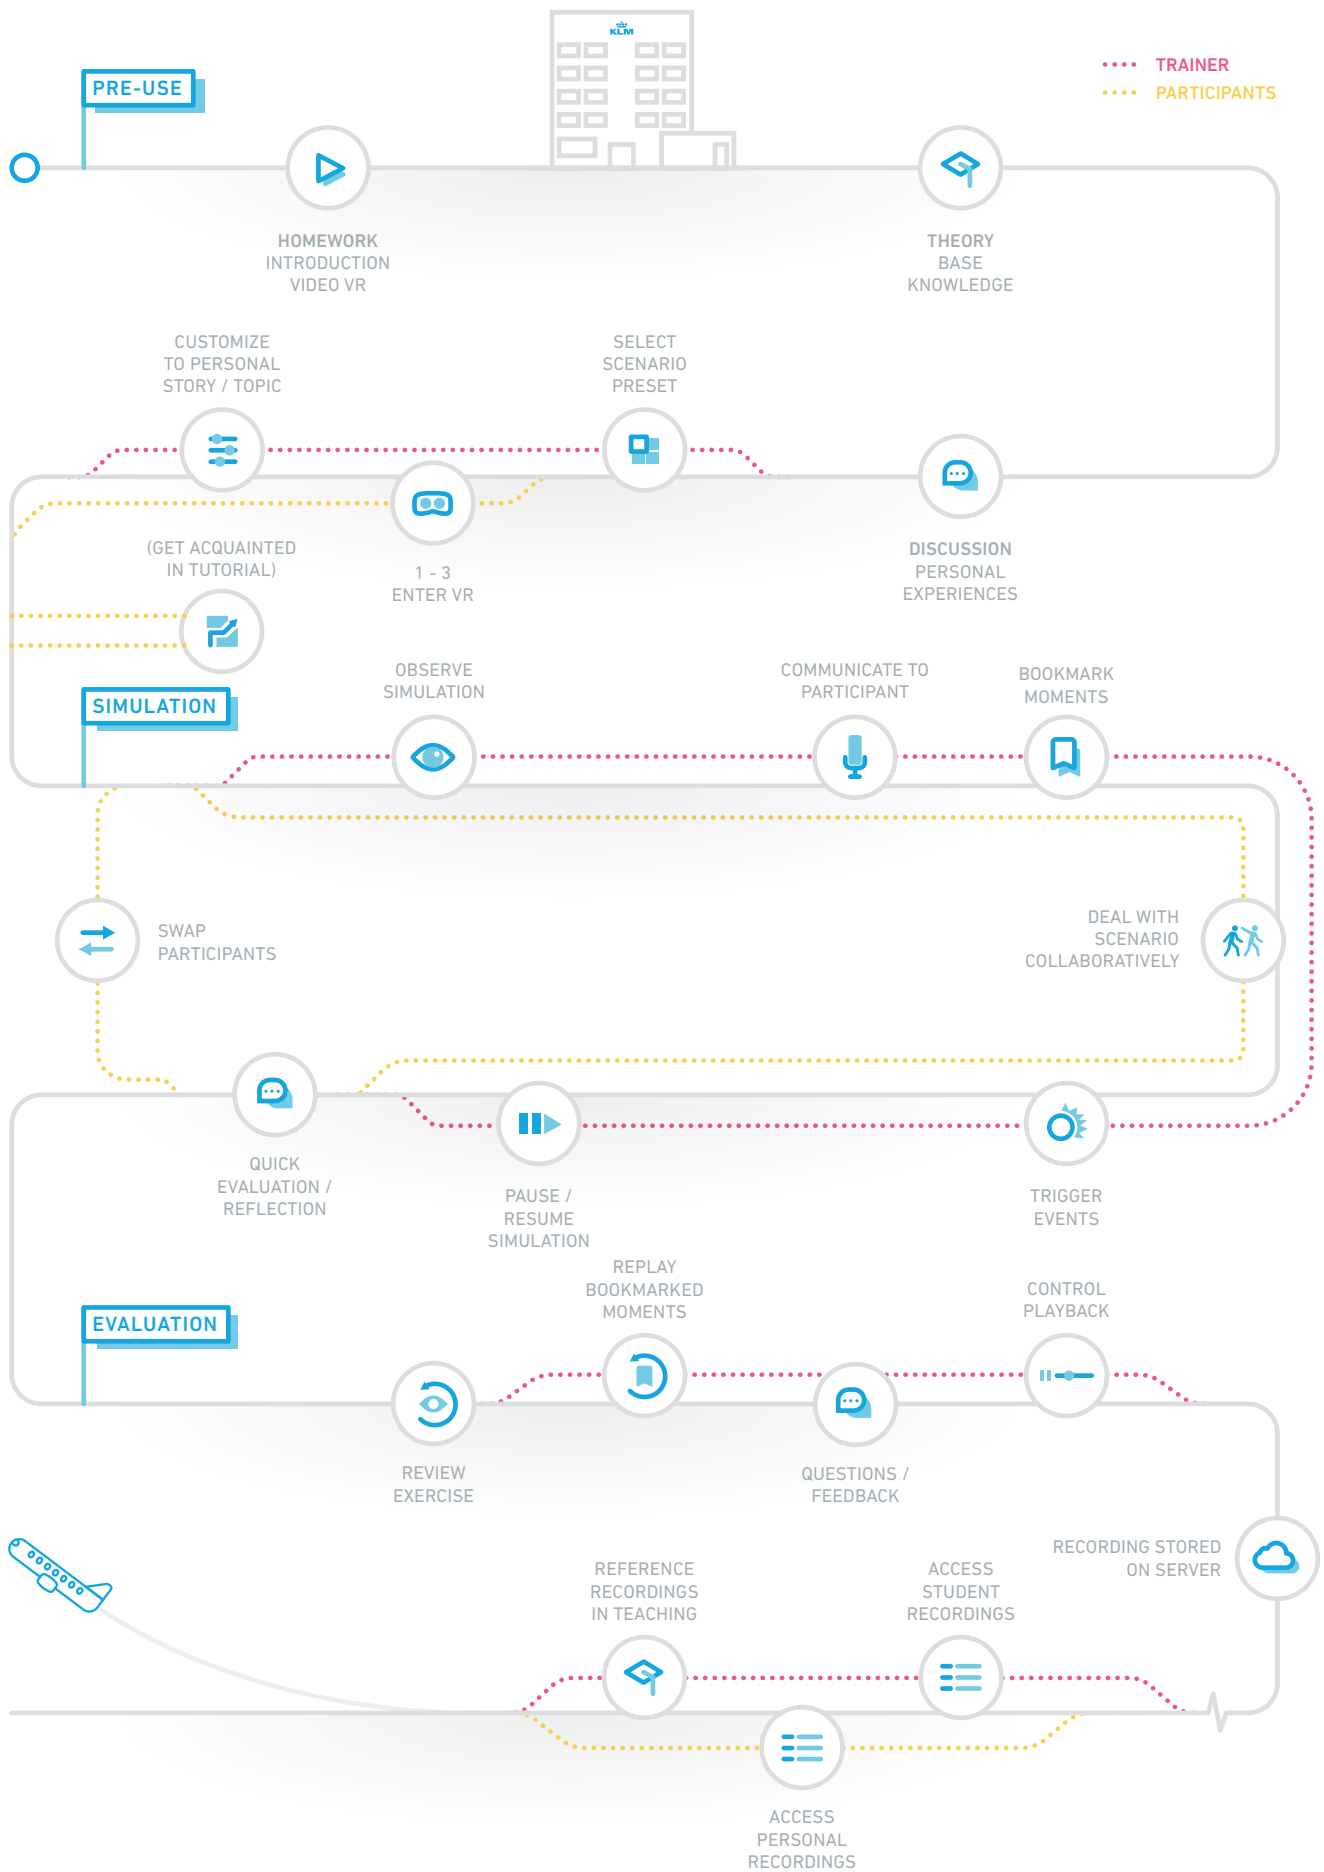 KLM
TRAINER
PARTICIPANTS
PRE-USE
HOMEWORK
INTRODUCTION
VIDEO VR
THEORY
BASE
KNOWLEDGE
CUSTOMIZE
TO PERSONAL
STORY / TOPIC
SELECT
SCENARIO
PRESET
DISCUSSION
PERSONAL
EXPERIENCES
1 - 3
ENTER VR
(GET ACQUAINTED
IN TUTORIAL)
SIMULATION
OBSERVE
SIMULATION
COMMUNICATE TO
PARTICIPANT
BOOKMARK
MOMENTS
SWAP
PARTICIPANTS
DEAL WITH
SCENARIO
COLLABORATIVELY
QUICK
EVALUATION /
REFLECTION
PAUSE /
RESUME
SIMULATION
TRIGGER
EVENTS
EVALUATION
REPLAY
BOOKMARKED
MOMENTS
CONTROL
PLAYBACK
REVIEW
EXERCISE
QUESTIONS /
FEEDBACK
RECORDING STORED
ON SERVER
REFERENCE
RECORDINGS
IN TEACHING
ACCESS
STUDENT
RECORDINGS
ACCESS
PERSONAL
RECORDINGS